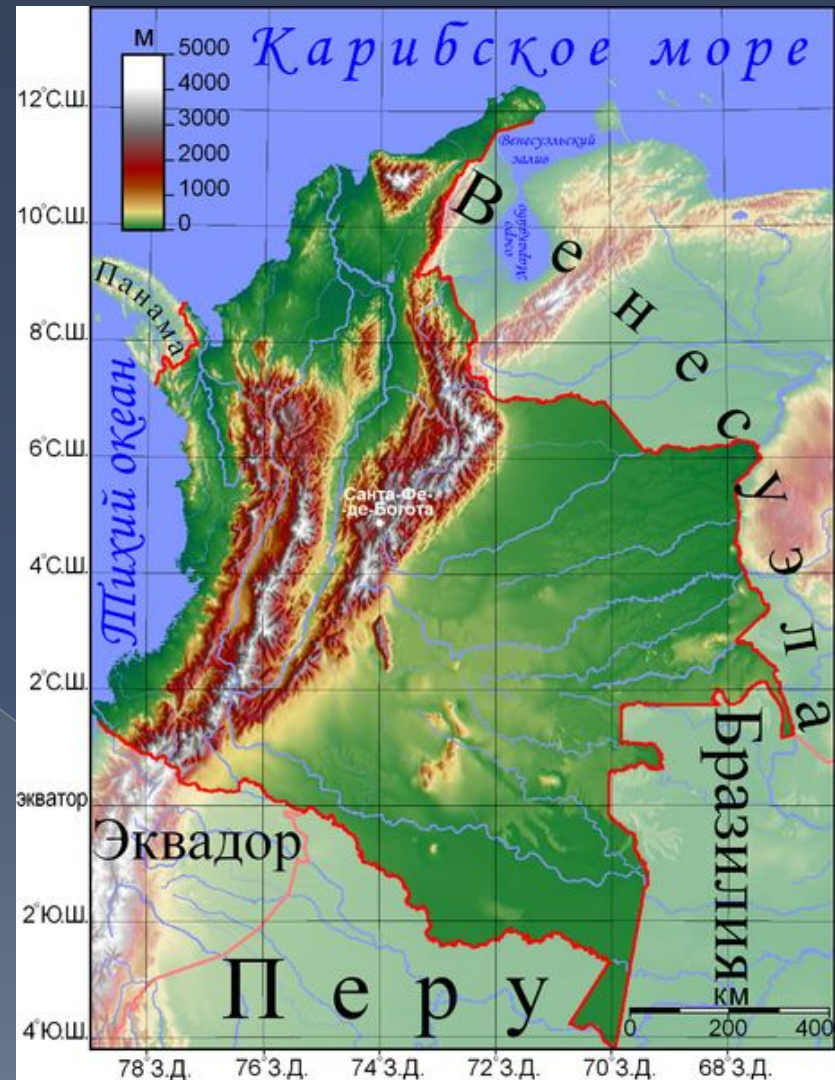 м
5000
4000
3000
2000
1000
0
Карибское море
12°С.Ш.
10°С.Ш.
8°С.Ш.
6°С.Ш.
4°С.Ш.
2°С.Ш.
экватор
2°Ю.Ш.
4°Ю.Ш.
Венесуэльский
залив
озеро
Маракайбо
Венесуэла
Панама
Тихий океан
Санта-Фе-
-де-Богота
Эквадор
Перу
Бразилия
км
0 200 400
78°З.Д. 76°З.Д. 74°З.Д. 72°З.Д. 70°З.Д. 68°З.Д.